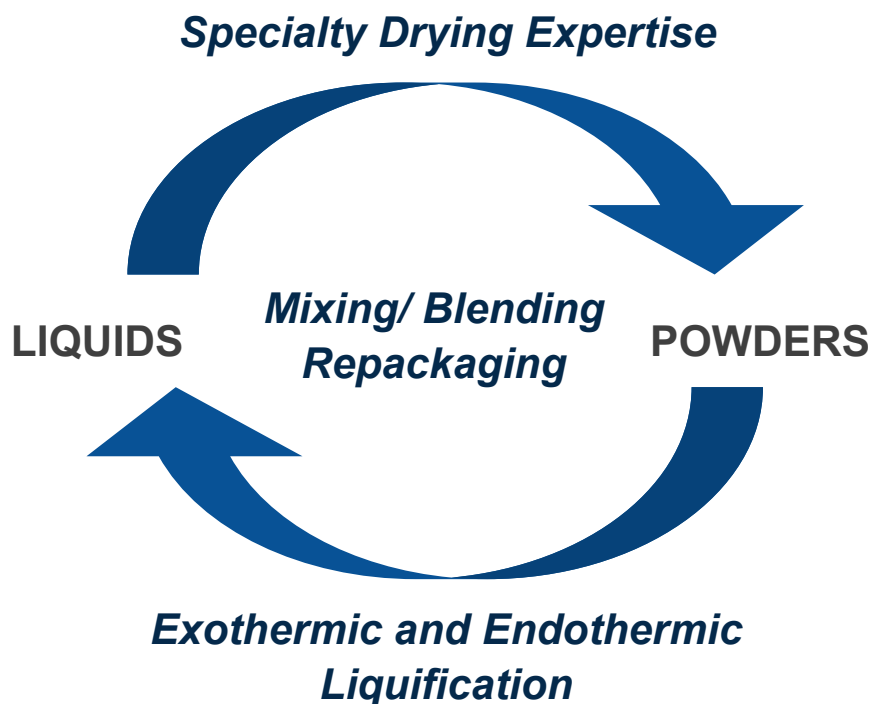 Specialty Drying Expertise
LIQUIDS
Mixing/ Blending
Repackaging
POWDERS
Exothermic and Endothermic
Liquification